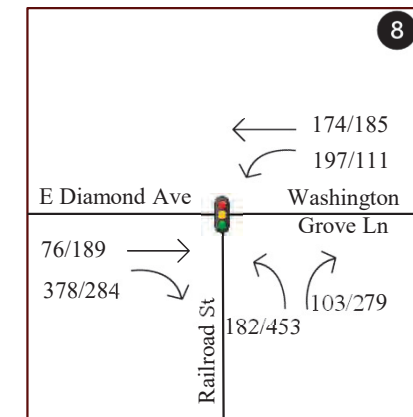 8
174/185
197/111
E Diamond Ave
Washington
Grove Ln
76/189
378/284
103/279
182/453
Railroad St